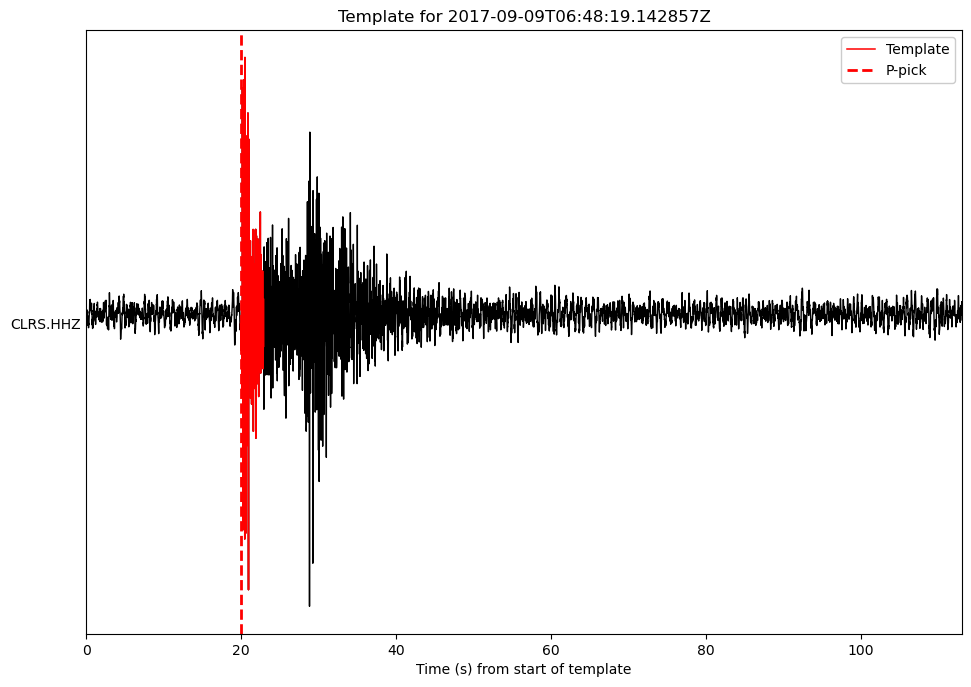 Template for 2017-09-09T06:48:19.142857Z
Template
P-pick
CLRS.HHZ
0 20 40 60 80 100
Time (s) from start of template